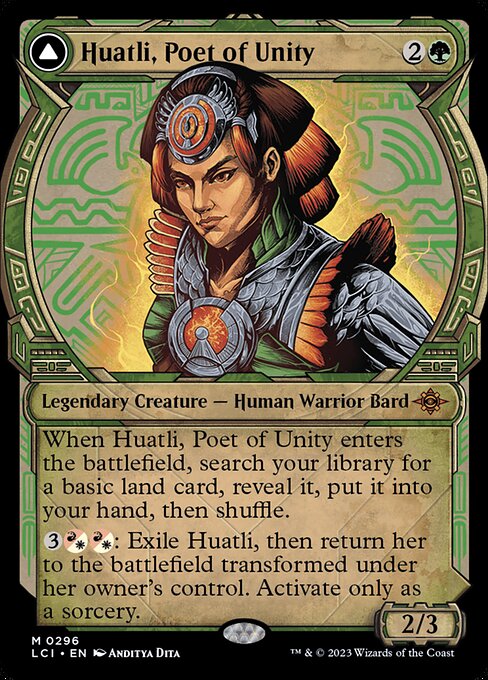 Huatli, Poet of Unity 2
Legendary Creature — Human Warrior Bard
When Huatli, Poet of Unity enters
the battlefield, search your library for
a basic land card, reveal it, put it into
your hand, then shuffle.
3 : Exile Huatli, then return her
to the battlefield transformed under
her owner's control. Activate only as
a sorcery.
2/3
M 0296
LCI • EN Anditya Dita
™ & © 2023 Wizards of the Coast